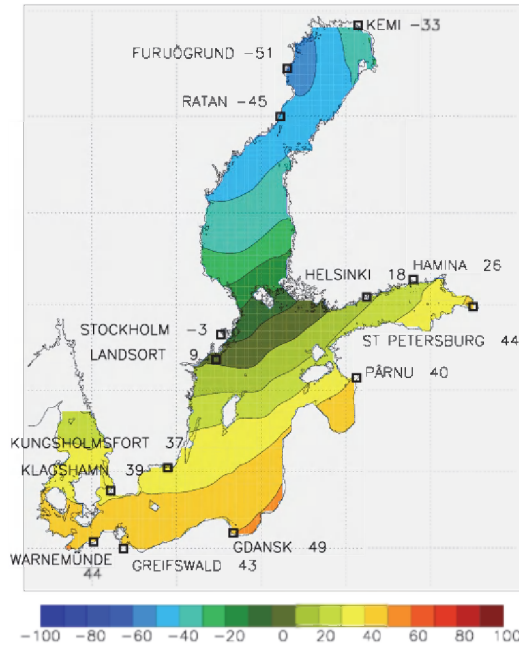 KEMI -33
FURUÖGRUND -51
RATAN -45
HELSINKI 18
HAMINA 25
STOCKHOLM -3
ST PETERSBURG 44
LANDSORT 9
PÄRNU 40
KUNGSHOLMSFORT 37
KLAGSHAMN 39
GDANSK 49
WARNEMÜNDE 44
GREIFSWALD 43
-100 -80 -60 -40 -20 0 20 40 60 80 100